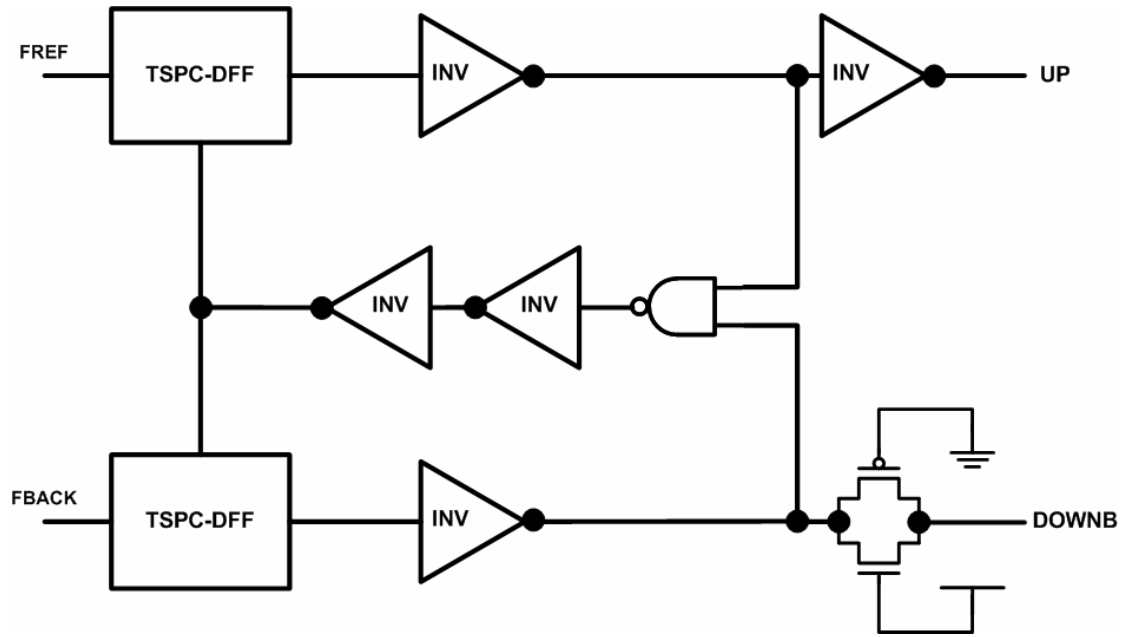 FREF
TSPC-DFF
INV
INV
UP
INV
INV
FBACK
TSPC-DFF
INV
DOWNB